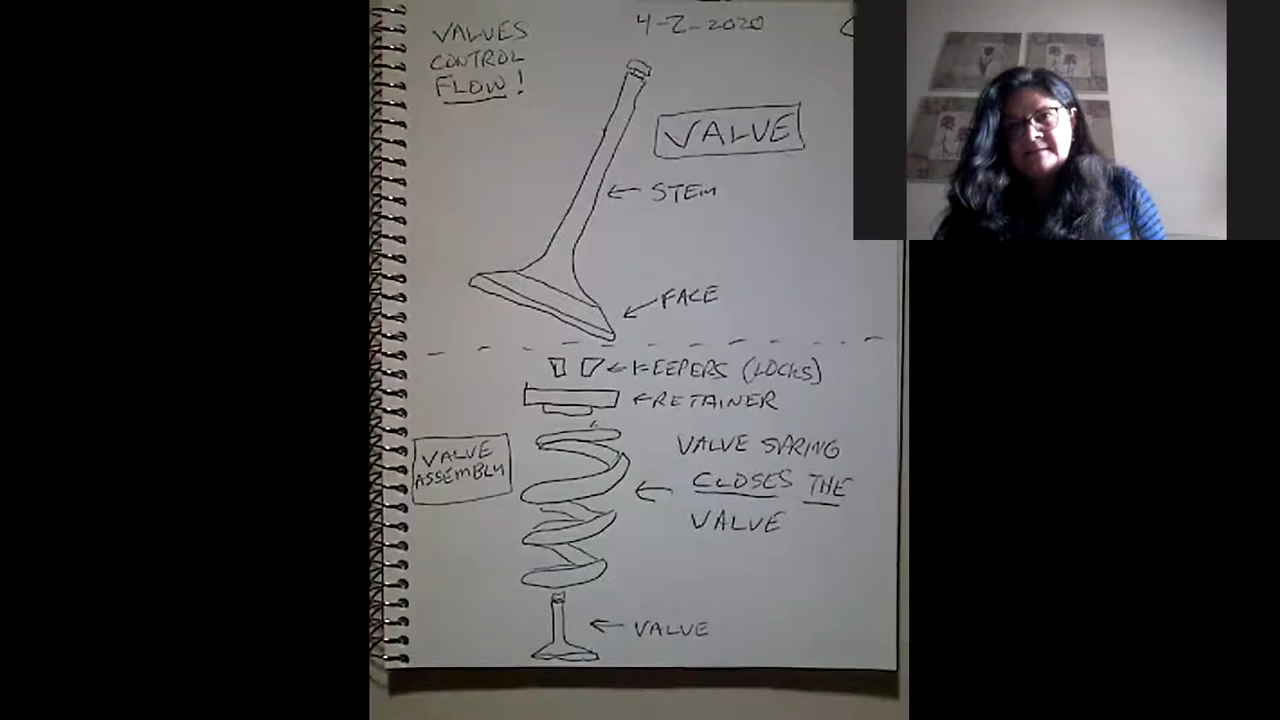 VALVES
CONTROL
FLOW!
4-2-2020
VALVE
STEM
FACE
KEEPERS (LOCKS)
RETAINER
VALVE
ASSEMBLY
VALVE SPRING
CLOSES THE
VALVE
VALVE